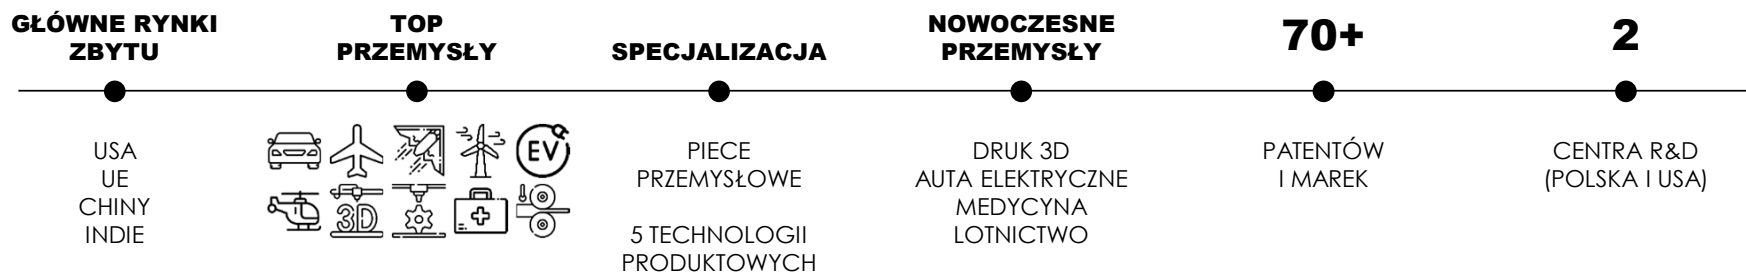 GŁÓWNE RYNKI
ZBYTU
USA
UE
CHINY
INDIE
TOP
PRZEMYSŁY
EV
3D
SPECJALIZACJA
PIECE
PRZEMYSŁOWE
5 TECHNOLOGII
PRODUKTOWYCH
NOWOCZESNE
PRZEMYSŁY
DRUK 3D
AUTA ELEKTRYCZNE
MEDYCYNA
LOTNICTWO
70+
PATENTÓW
I MAREK
2
CENTRA R&D
(POLSKA I USA)